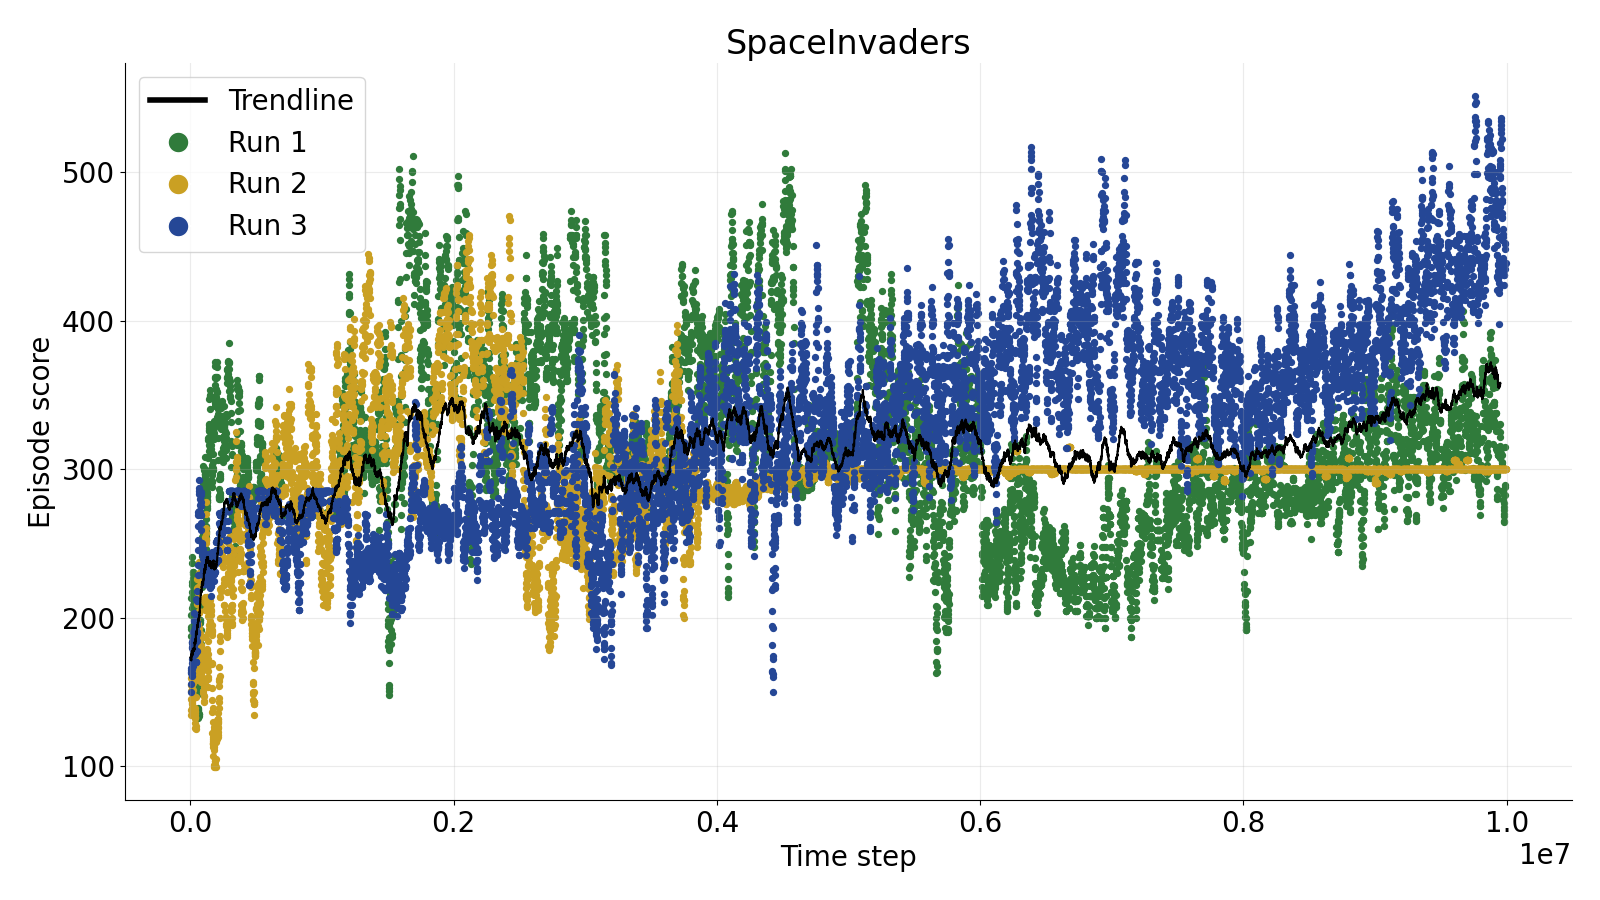 SpaceInvaders
Trendline
Run 1
Run 2
Run 3
Episode score
500
400
300
200
100
0.0 0.2 0.4 0.6 0.8 1.0
Time step
1e7